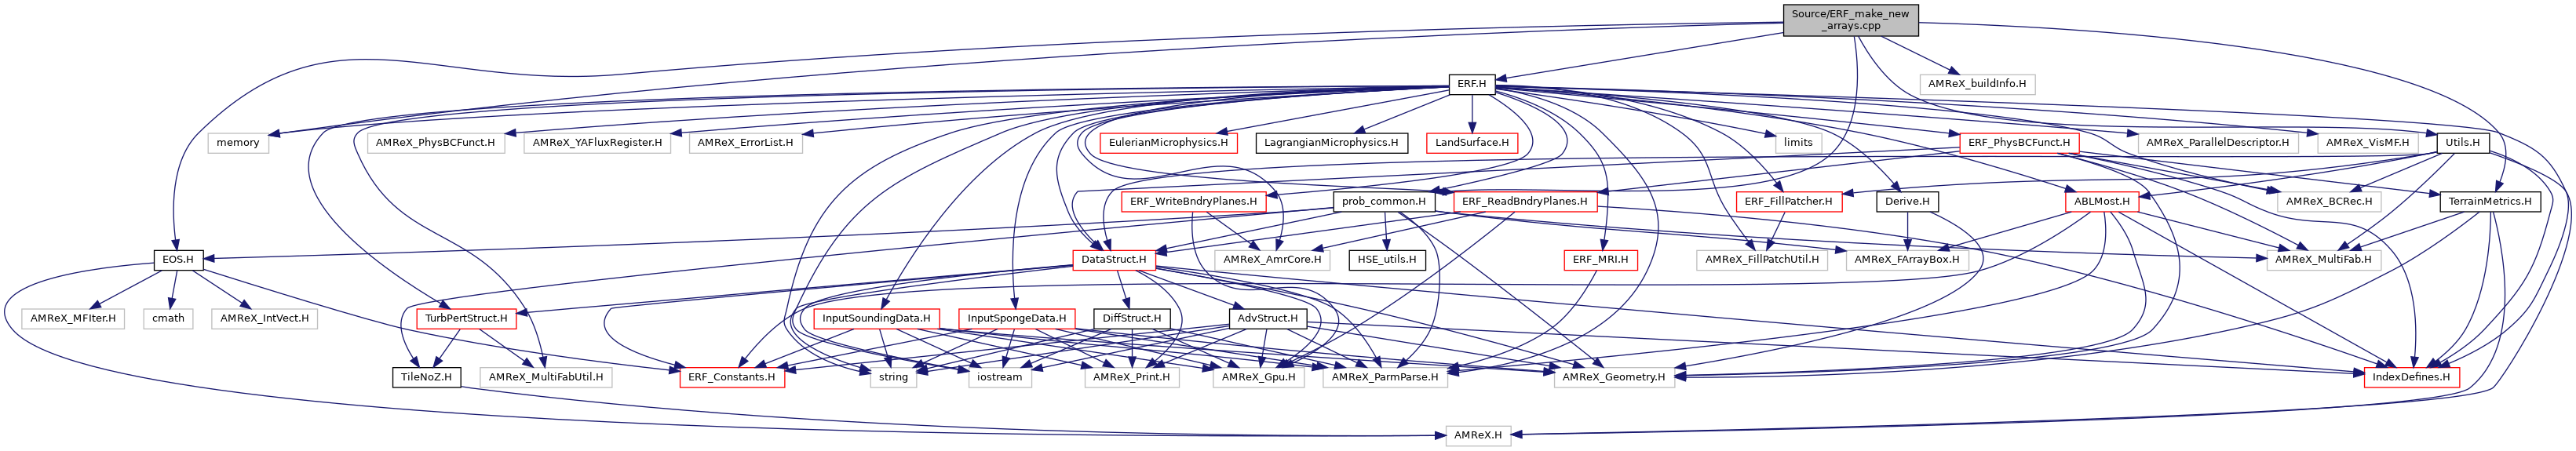 Source/ERF_make_new
_arrays.cpp
ERF.H
AMReX_buildInfo.H
memory
AMReX_PhysBCFunct.H
AMReX_YAFluxRegister.H
AMReX_ErrorList.H
EulerianMicrophysics.H
LagrangianMicrophysics.H
LandSurface.H
limits
ERF_PhysBCFunct.H
AMReX_ParallelDescriptor.H
AMReX_VisMF.H
Utils.H
ERF_WriteBndryPlanes.H
prob_common.H
ERF_ReadBndryPlanes.H
ERF_FillPatcher.H
Derive.H
ABLMost.H
AMReX_BCRec.H
TerrainMetrics.H
EOS.H
DataStruct.H
AMReX_AmrCore.H
HSE_utils.H
ERF_MRI.H
AMReX_FillPatchUtil.H
AMReX_FArrayBox.H
AMReX_MultiFab.H
AMReX_MFIter.H
cmath
AMReX_IntVect.H
TurbPertStruct.H
InputSoundingData.H
InputSpongeData.H
DiffStruct.H
AdvStruct.H
TileNoZ.H
AMReX_MultiFabUtil.H
ERF_Constants.H
string
iostream
AMReX_Print.H
AMReX_Gpu.H
AMReX_ParmParse.H
AMReX_Geometry.H
IndexDefines.H
AMReX.H